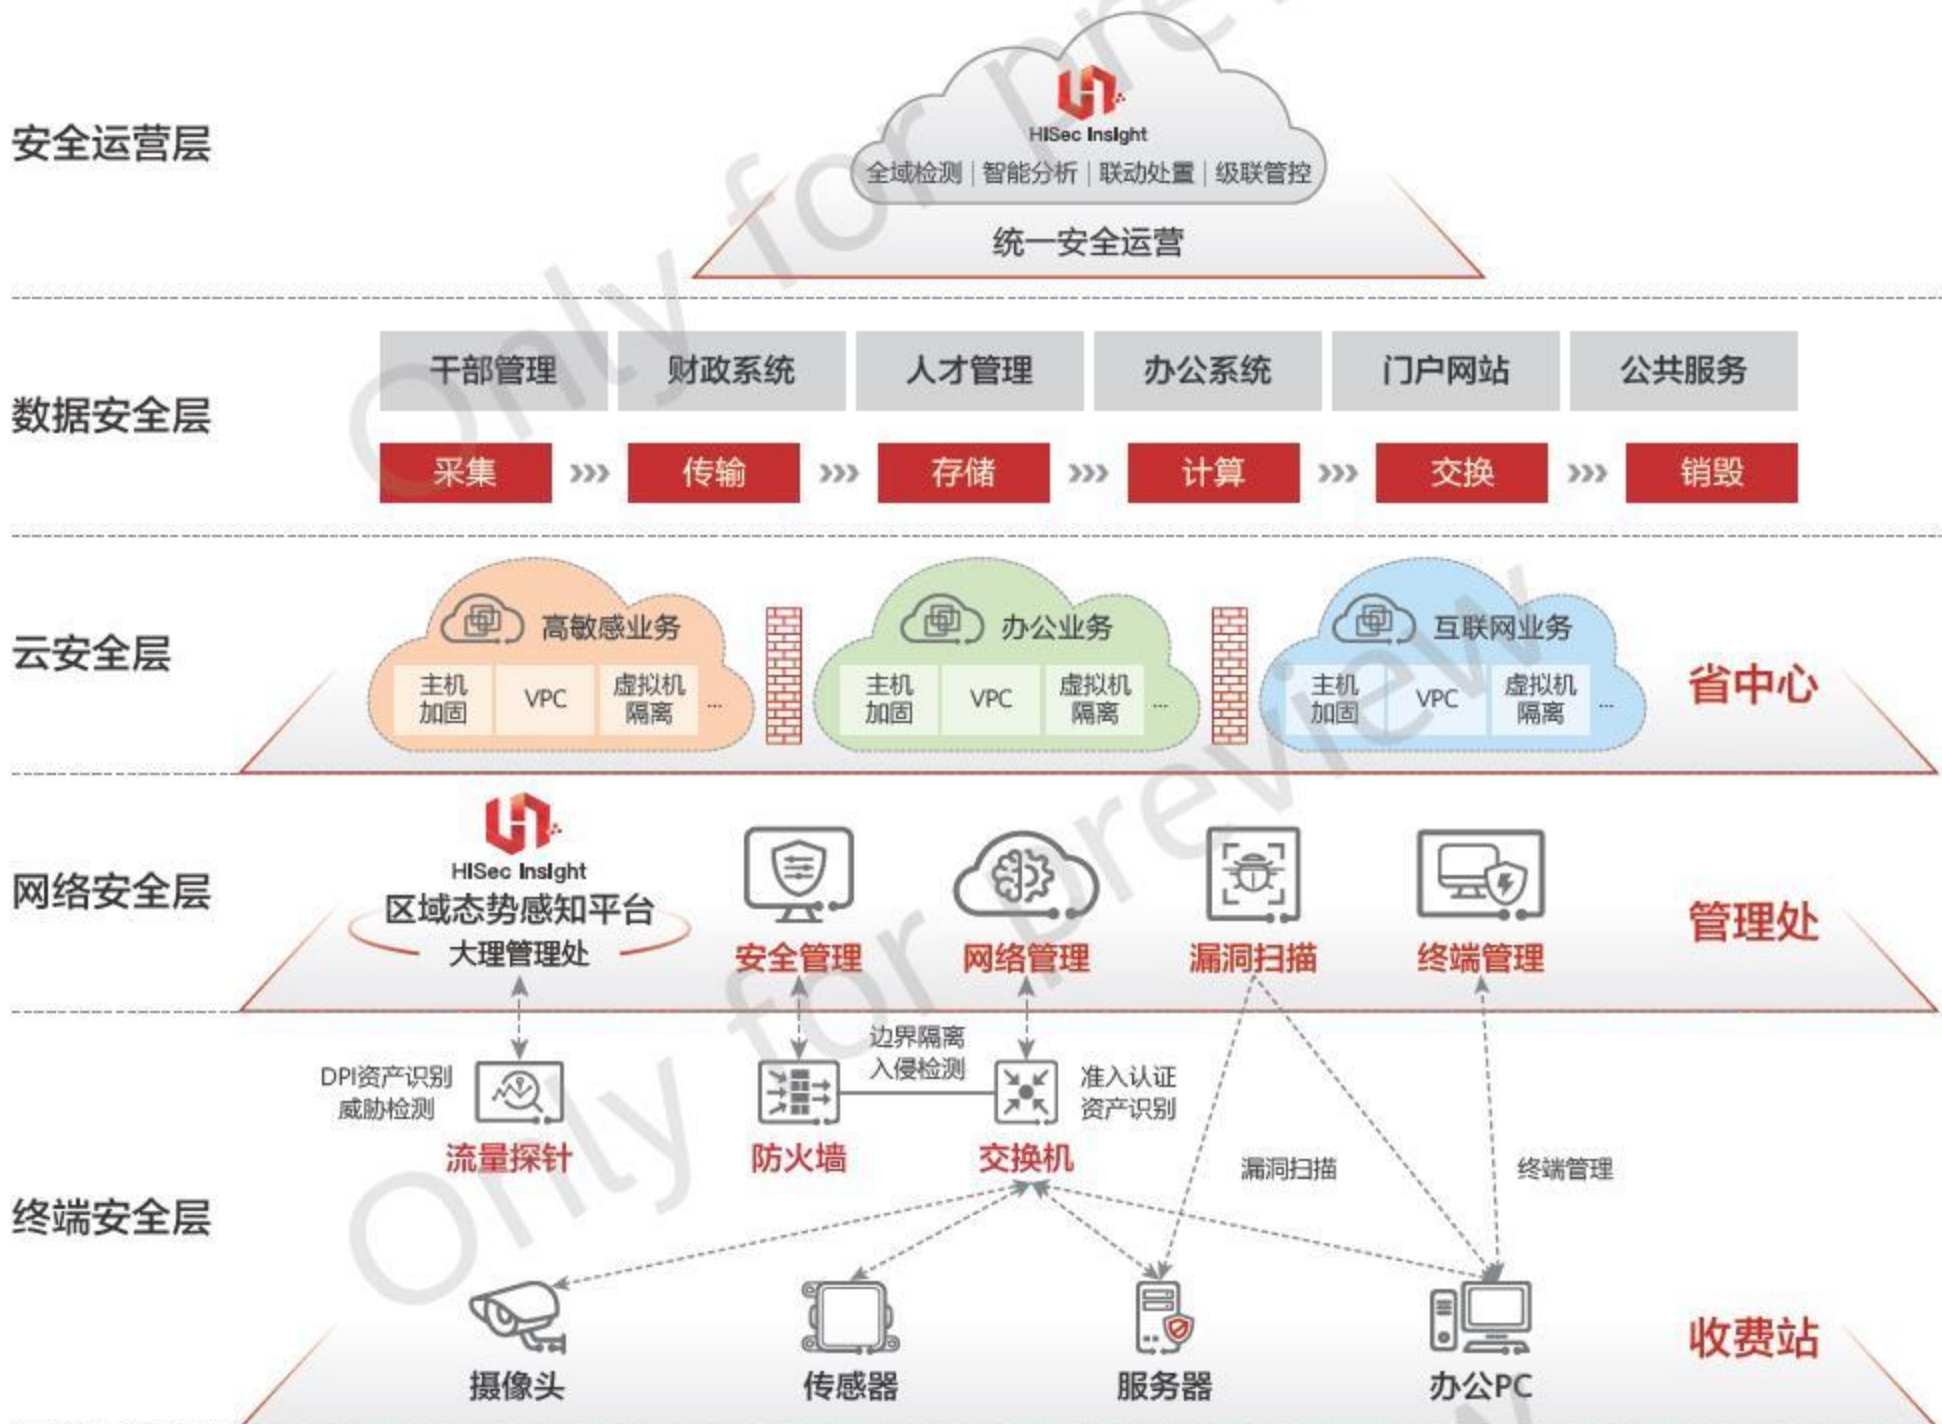 安全运营层
HiSec Insight
全域检测 | 智能分析 | 联动处置 | 级联管控
统一安全运营
数据安全层
干部管理 财政系统 人才管理 办公系统 门户网站 公共服务
采集 >>> 传输 >>> 存储 >>> 计算 >>> 交换 >>> 销毁
云安全层
高敏感业务
主机
加固
VPC
虚拟机
隔离
...
办公业务
主机
加固
VPC
虚拟机
隔离
...
互联网业务
主机
加固
VPC
虚拟机
隔离
...
省中心
网络安全层
HiSec Insight
区域态势感知平台
大理管理处
安全管理
网络管理
漏洞扫描
终端管理
管理处
终端安全层
DPI资产识别
威胁检测
流量探针
防火墙
边界隔离
入侵检测
交换机
准入认证
资产识别
漏洞扫描
终端管理
摄像头
传感器
服务器
办公PC
收费站
Only for preview
Only for preview